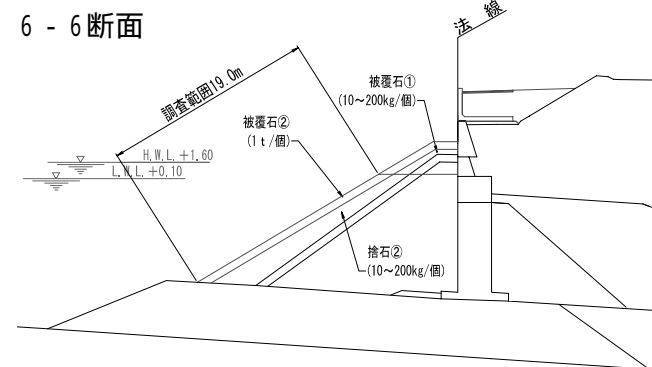 6 - 6断面
法 線
調査範囲19.0m
被覆石①
(10～200kg/個)
被覆石②
(1ｔ/個)
H.W.L.+1.60
L.W.L.+0.10
捨石②
(10～200kg/個)